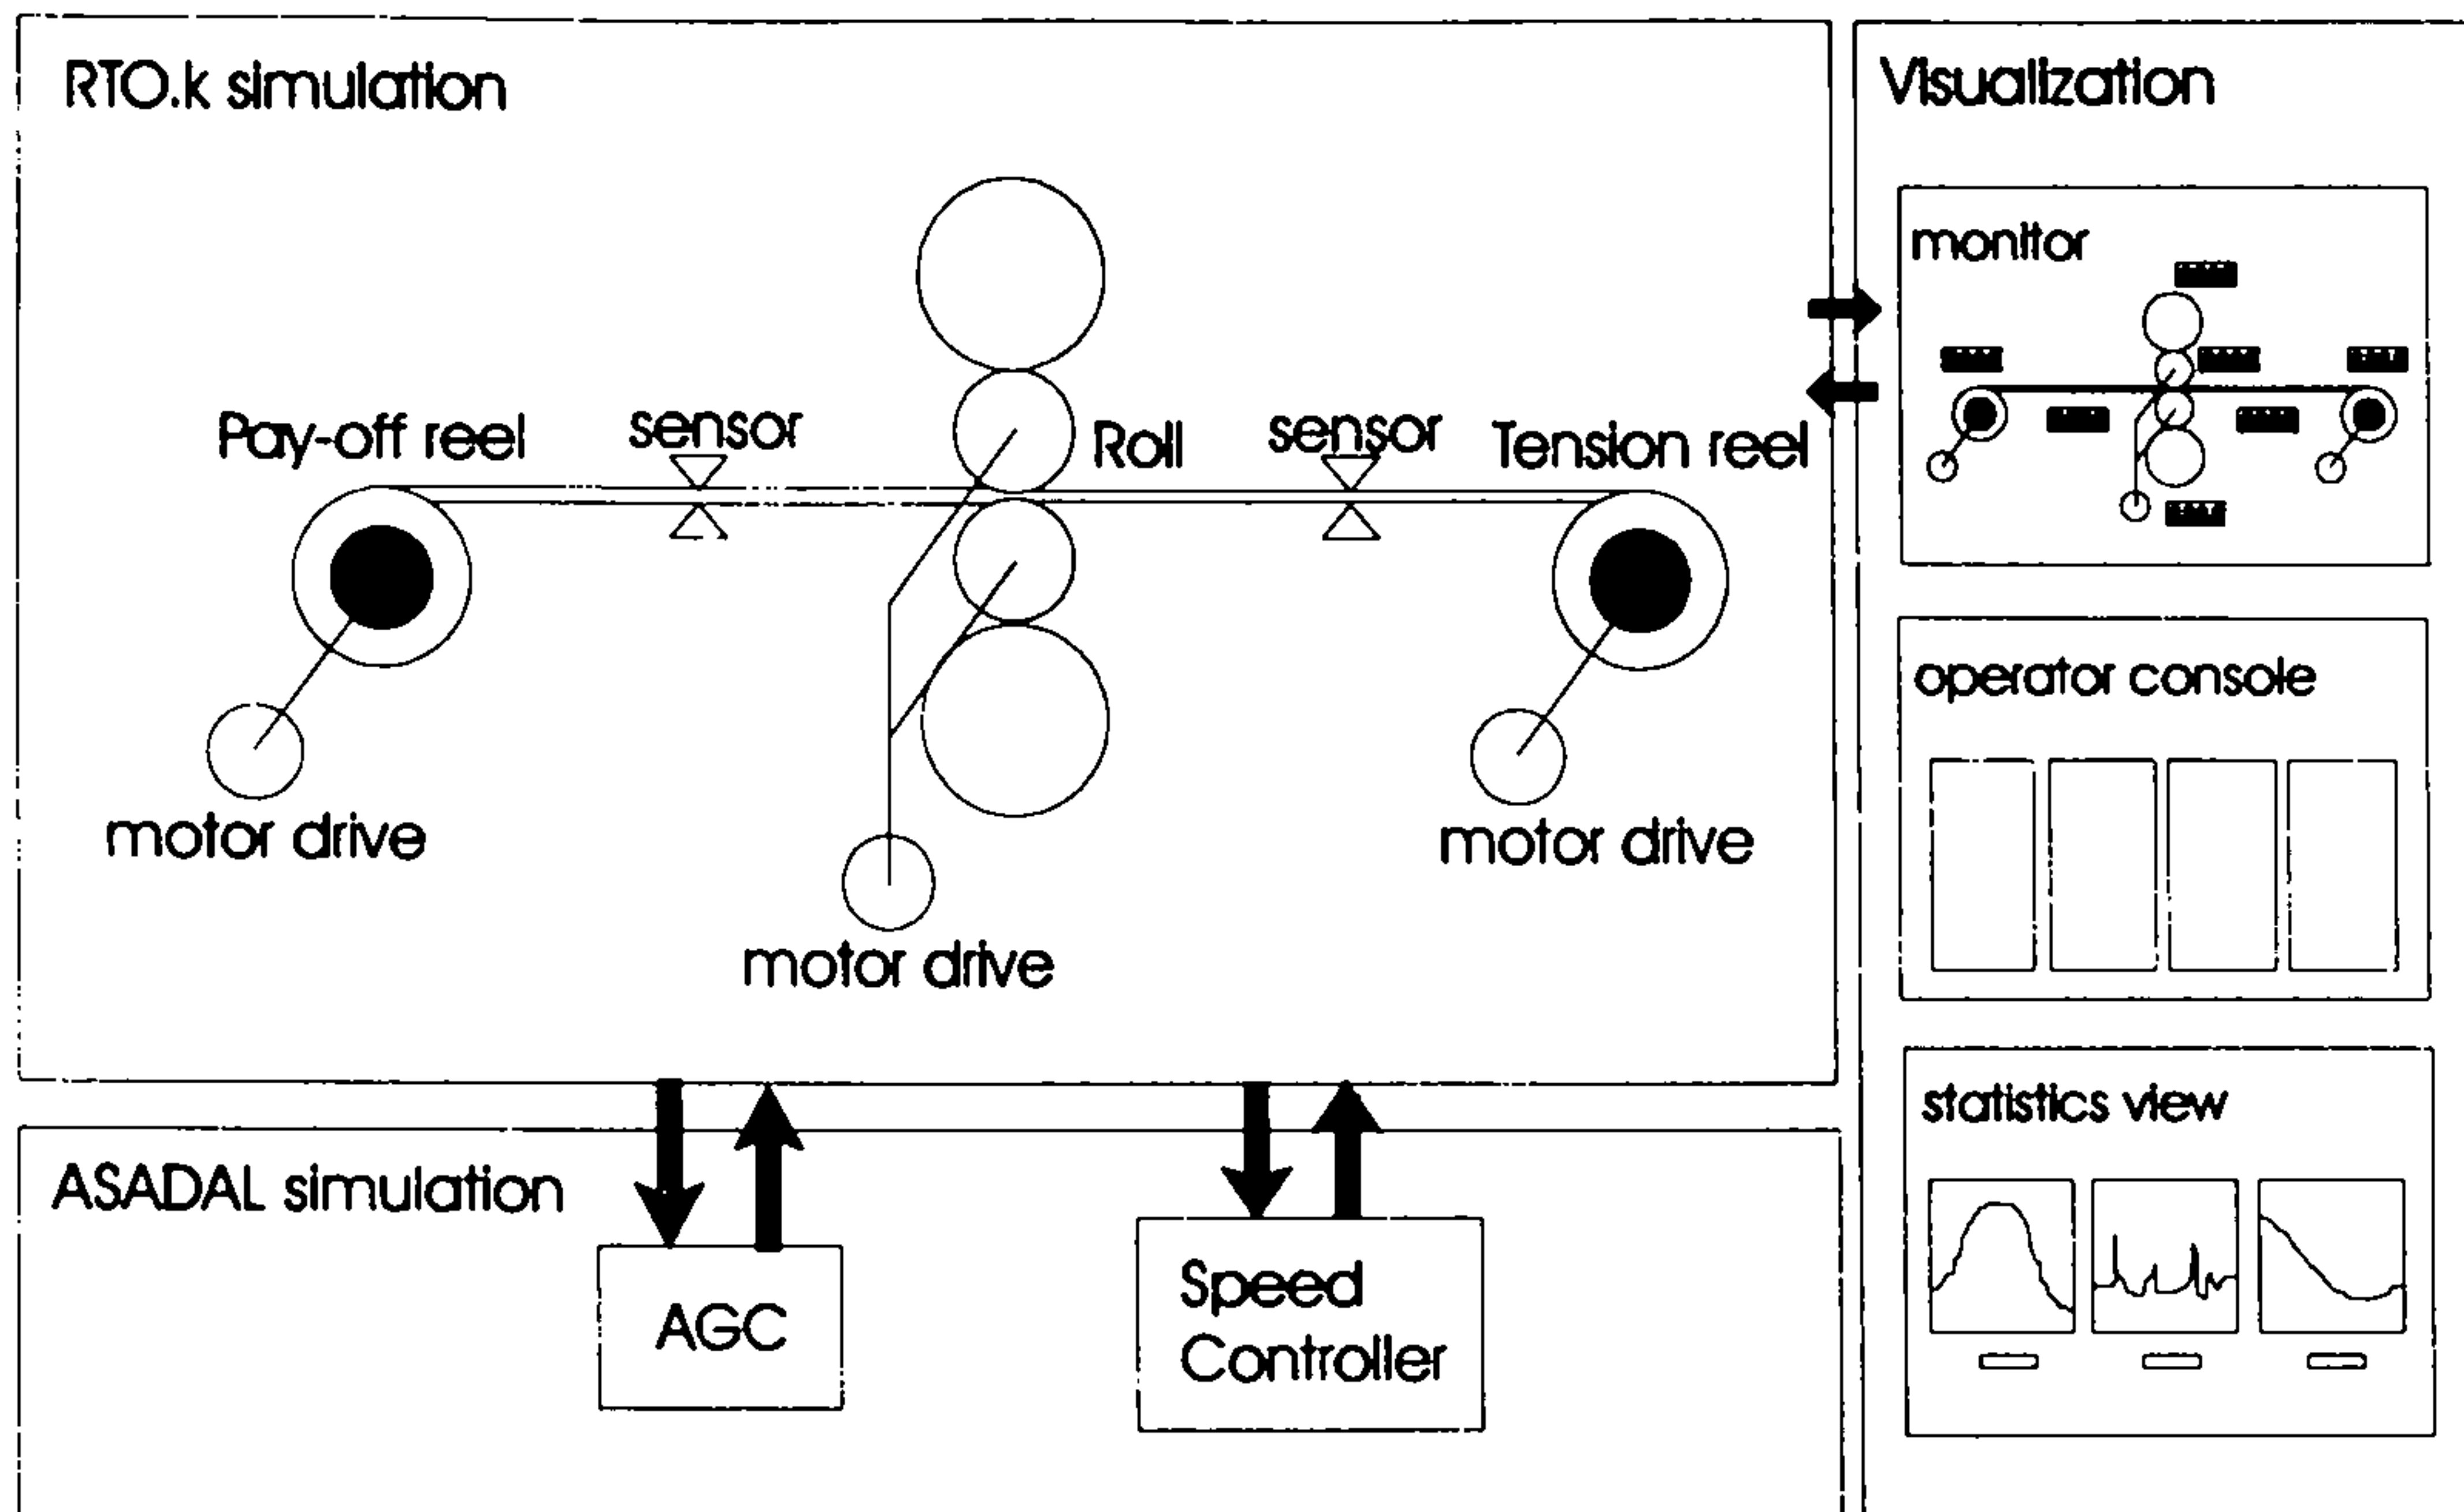 RTO.k simulation
Pay-off reel
sensor
Roll
sensor
Tension reel
motor drive
motor drive
motor drive
ASADAL simulation
AGC
Speed
Controller
Visualization
monitor
operator console
statistics view